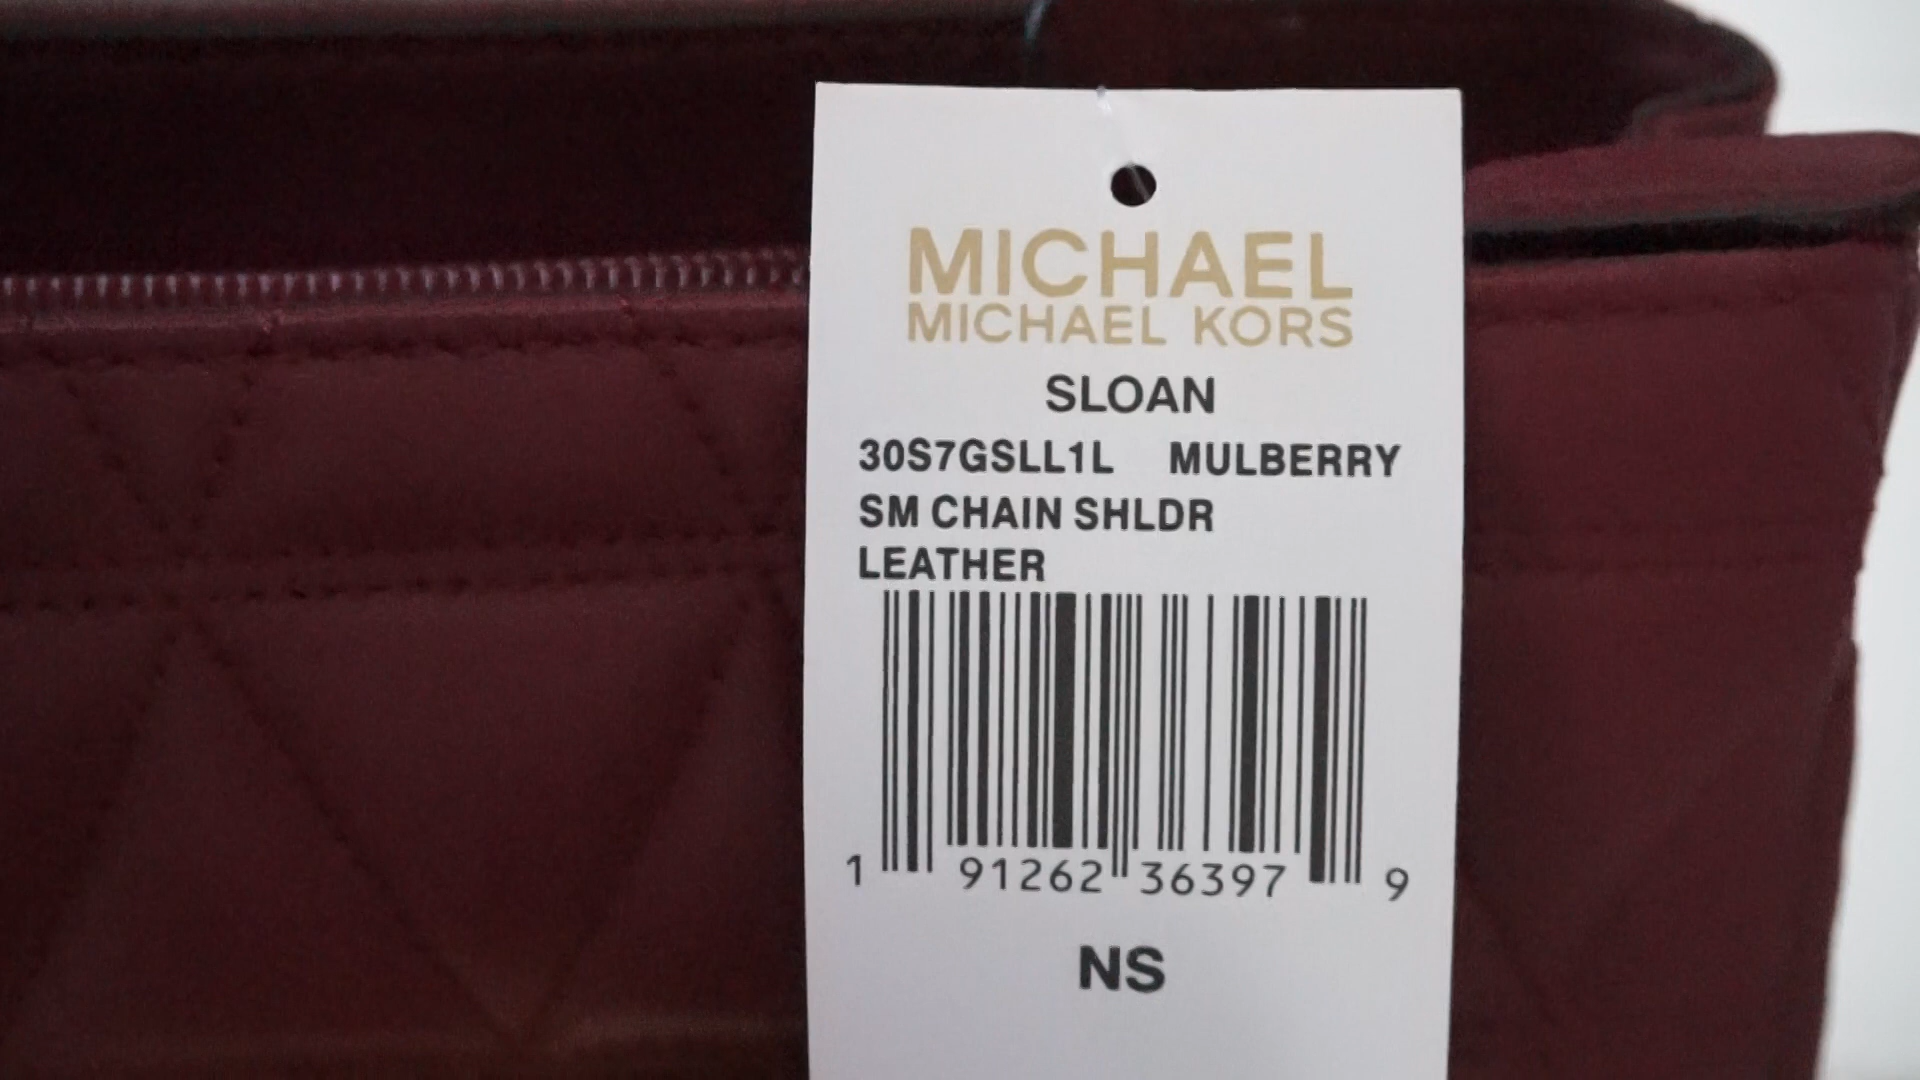 MICHAEL
MICHAEL KORS
SLOAN
30S7GSLL1L MULBERRY
SM CHAIN SHLDR
LEATHER
1 91262 36397 9
NS